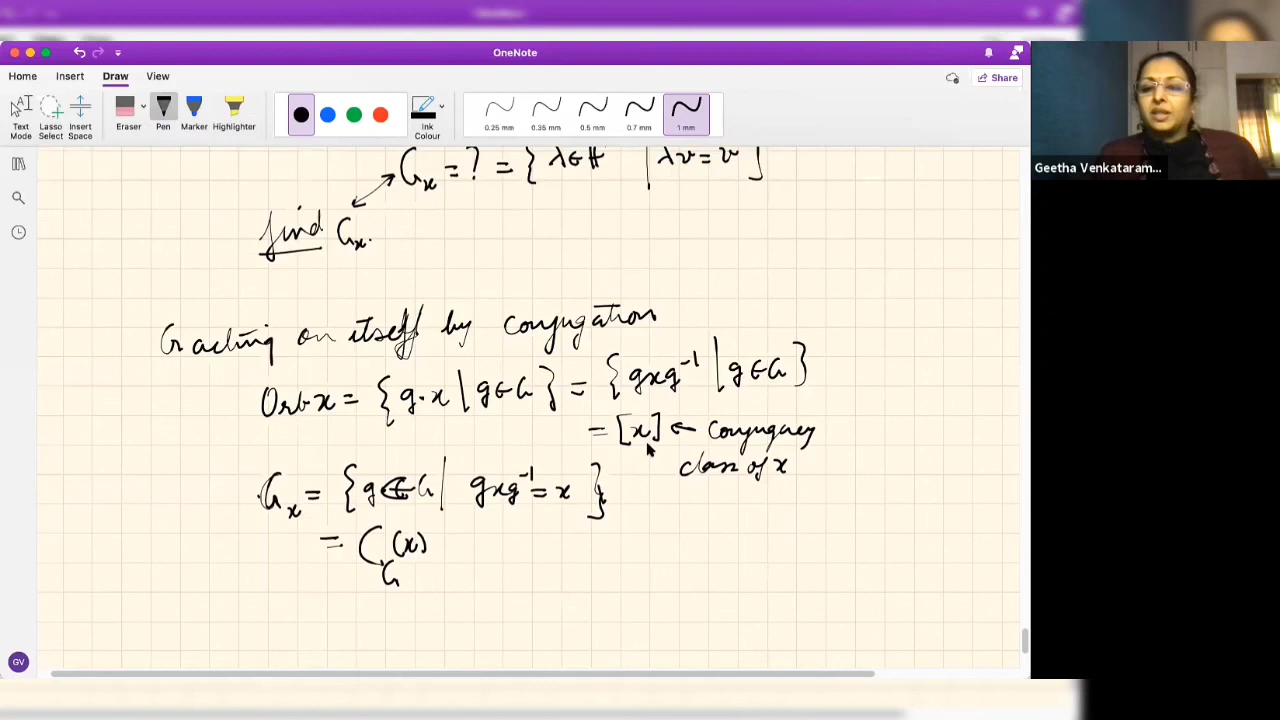 OneNote
Home Insert Draw View
Share
Text Mode
Lasso Select
Insert Space
Eraser
Pen
Marker
Highlighter
Ink Colour
0.25 mm 0.35 mm 0.5 mm 0.7 mm 1 mm
Geetha Venkataram...
G_x = ? = { λ ∈ | λv = v }
find G_x.
G acting on itself by conjugation
Orb x = { g·x | g ∈ G } = { gxg⁻¹ | g ∈ G }
= [x] ← conjugacy
class of x
G_x = { g ∈ G | gxg⁻¹ = x }
= C_G(x)
GV